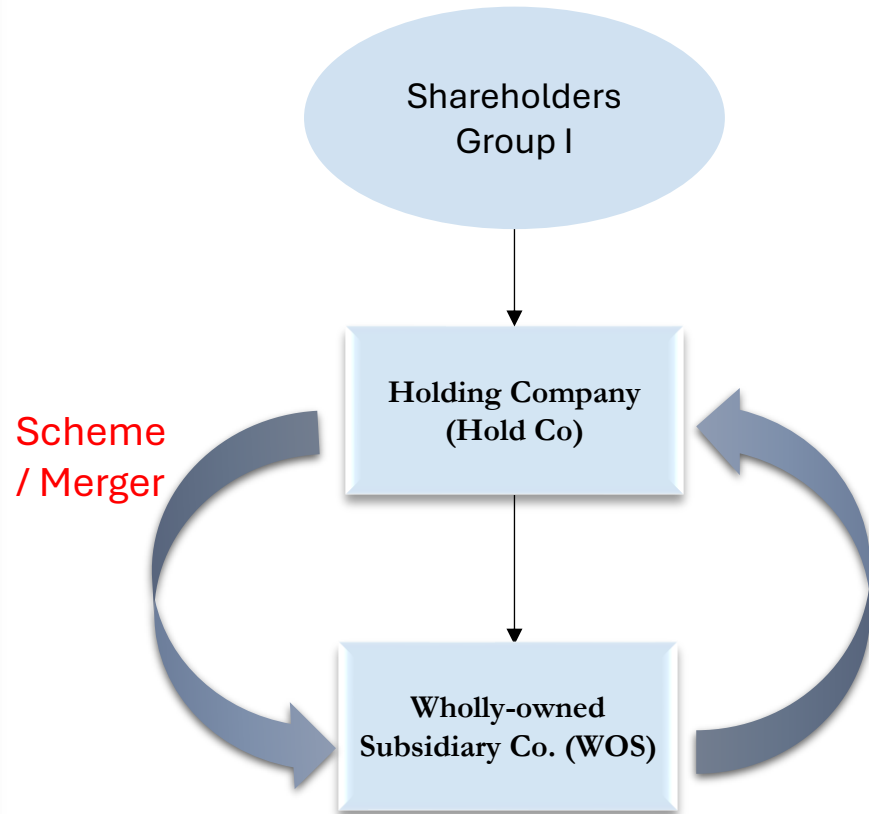 Shareholders
Group I
Holding Company
(Hold Co)
Scheme
/ Merger
Wholly-owned
Subsidiary Co. (WOS)